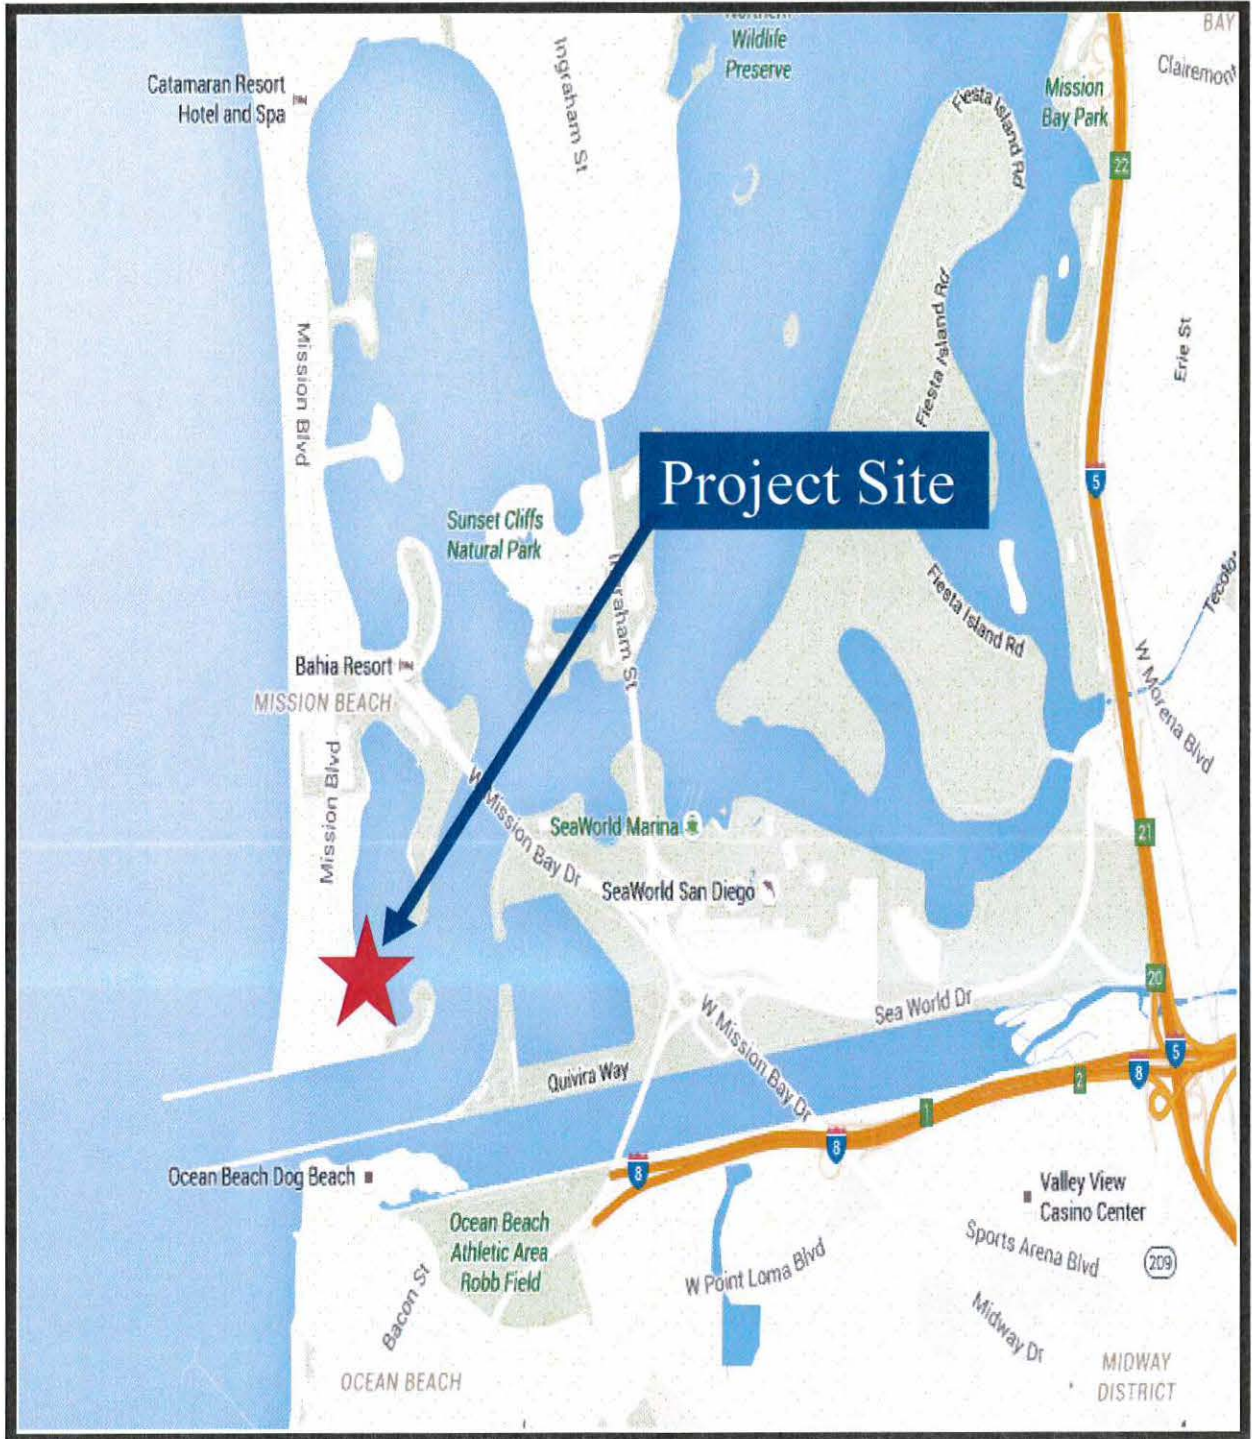 Northern
Wildlife
Preserve
BAY
Clairemont
Catamaran Resort
Hotel and Spa
Ingraham St
Mission
Bay Park
Fiesta Island Rd
22
Mission Blvd
Fiesta Island Rd
Erie St
Project Site
5
Sunset Cliffs
Natural Park
Ingraham St
Fiesta Island Rd
Bahia Resort
MISSION BEACH
W Morena Blvd
Mission Blvd
W Mission Bay Dr
SeaWorld Marina
21
SeaWorld San Diego
20
Sea World Dr
W Mission Bay Dr
Quivira Way
5
8
2
1
8
8
Ocean Beach Dog Beach
Valley View
Casino Center
Ocean Beach
Athletic Area
Robb Field
Sports Arena Blvd
209
W Point Loma Blvd
Bacon St
Midway Dr
OCEAN BEACH
MIDWAY
DISTRICT